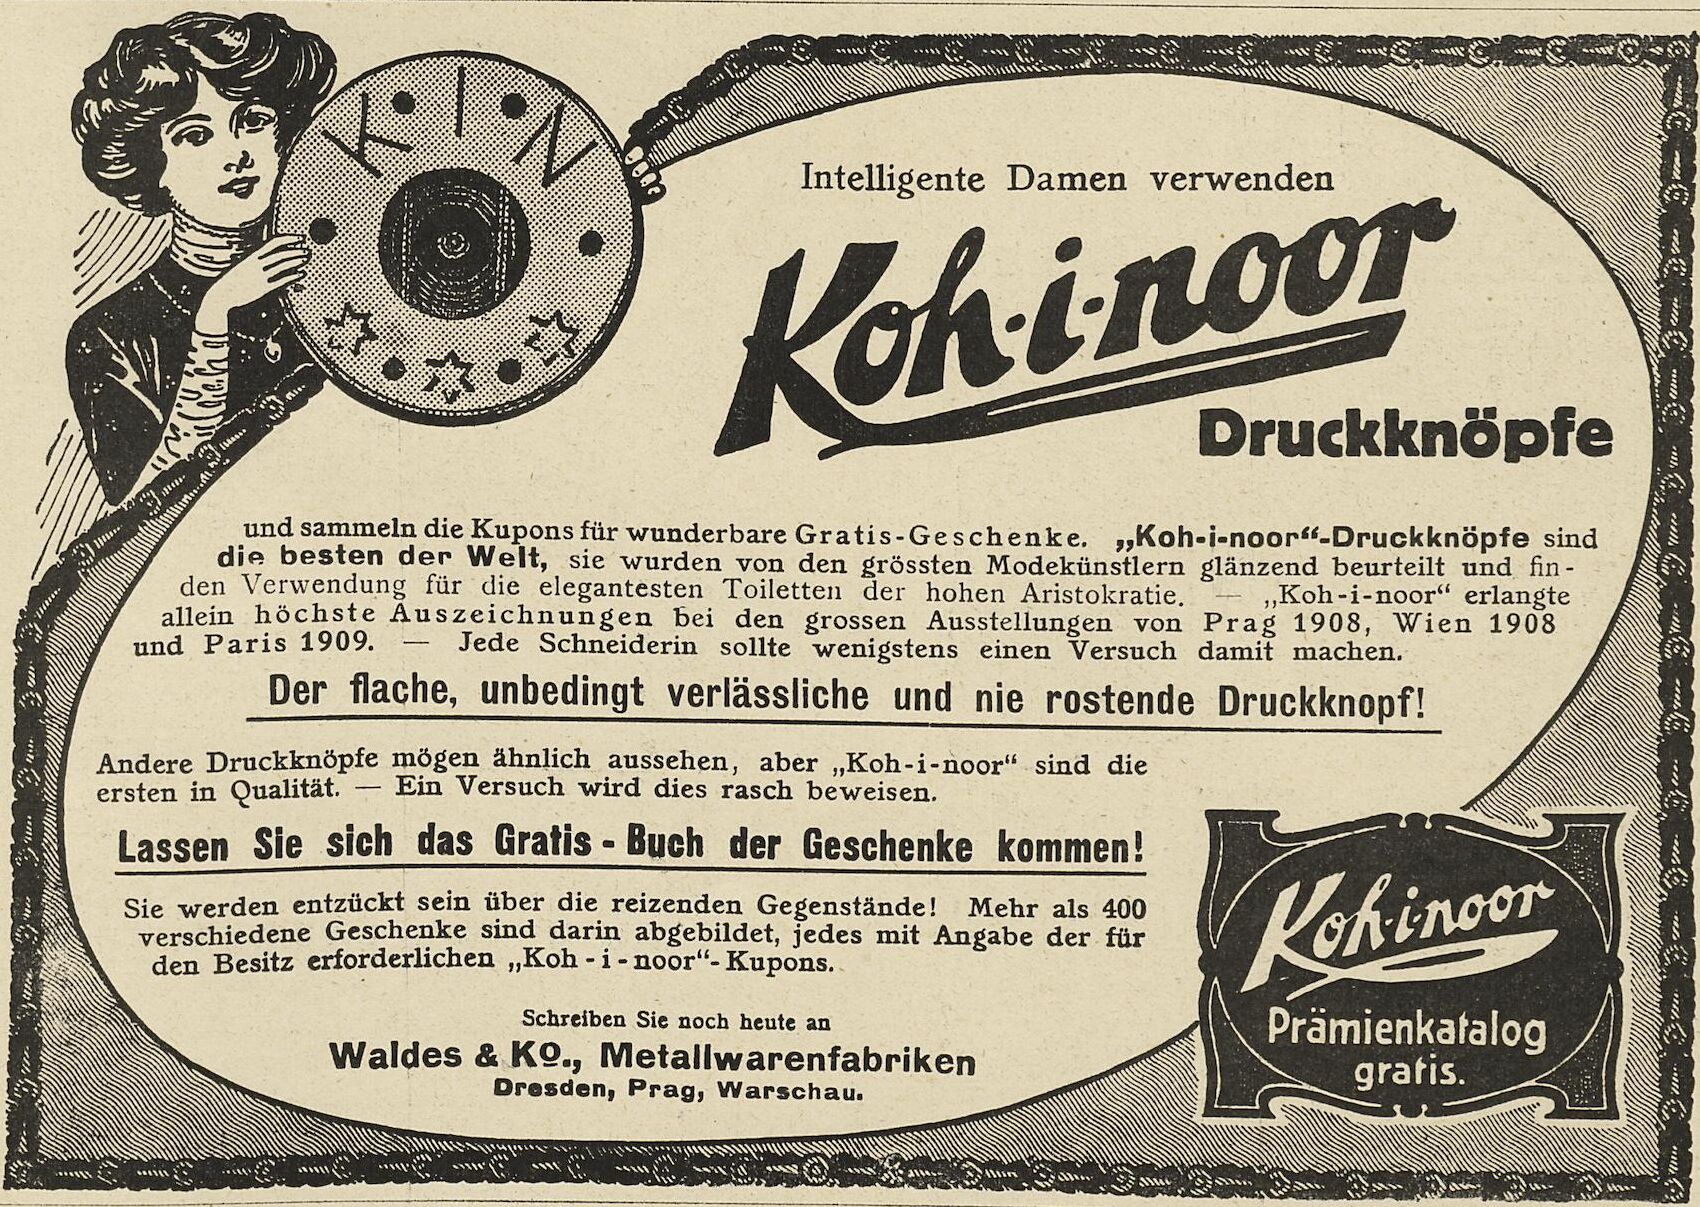 K·I·N
Intelligente Damen verwenden
Koh-i-noor
Druckknöpfe
und sammeln die Kupons für wunderbare Gratis-Geschenke. „Koh-i-noor“-Druckknöpfe sind
die besten der Welt, sie wurden von den grössten Modekünstlern glänzend beurteilt und fin-
den Verwendung für die elegantesten Toiletten der hohen Aristokratie. — „Koh-i-noor“ erlangte
allein höchste Auszeichnungen bei den grossen Ausstellungen von Prag 1908, Wien 1908
und Paris 1909. — Jede Schneiderin sollte wenigstens einen Versuch damit machen.
Der flache, unbedingt verlässliche und nie rostende Druckknopf!
Andere Druckknöpfe mögen ähnlich aussehen, aber „Koh-i-noor“ sind die
ersten in Qualität. — Ein Versuch wird dies rasch beweisen.
Lassen Sie sich das Gratis-Buch der Geschenke kommen!
Sie werden entzückt sein über die reizenden Gegenstände! Mehr als 400
verschiedene Geschenke sind darin abgebildet, jedes mit Angabe der für
den Besitz erforderlichen „Koh-i-noor“-Kupons.
Schreiben Sie noch heute an
Waldes & Ko., Metallwarenfabriken
Dresden, Prag, Warschau.
Koh-i-noor
Prämienkatalog
gratis.